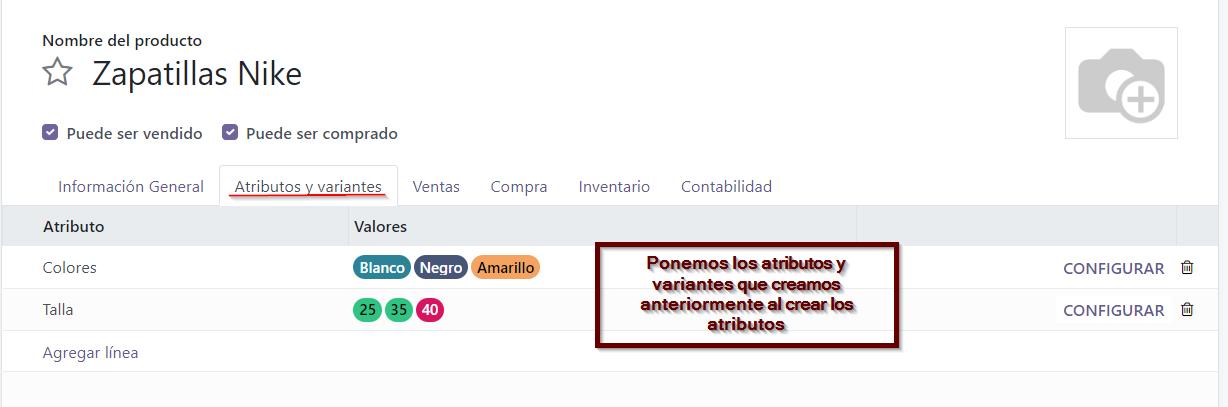 Nombre del producto
Zapatillas Nike
Puede ser vendido Puede ser comprado
Información General Atributos y variantes Ventas Compra Inventario Contabilidad
Atributo Valores
Colores Blanco Negro Amarillo CONFIGURAR
Talla 25 35 40 CONFIGURAR
Agregar línea
Ponemos los atributos y
variantes que creamos
anteriormente al crear los
atributos